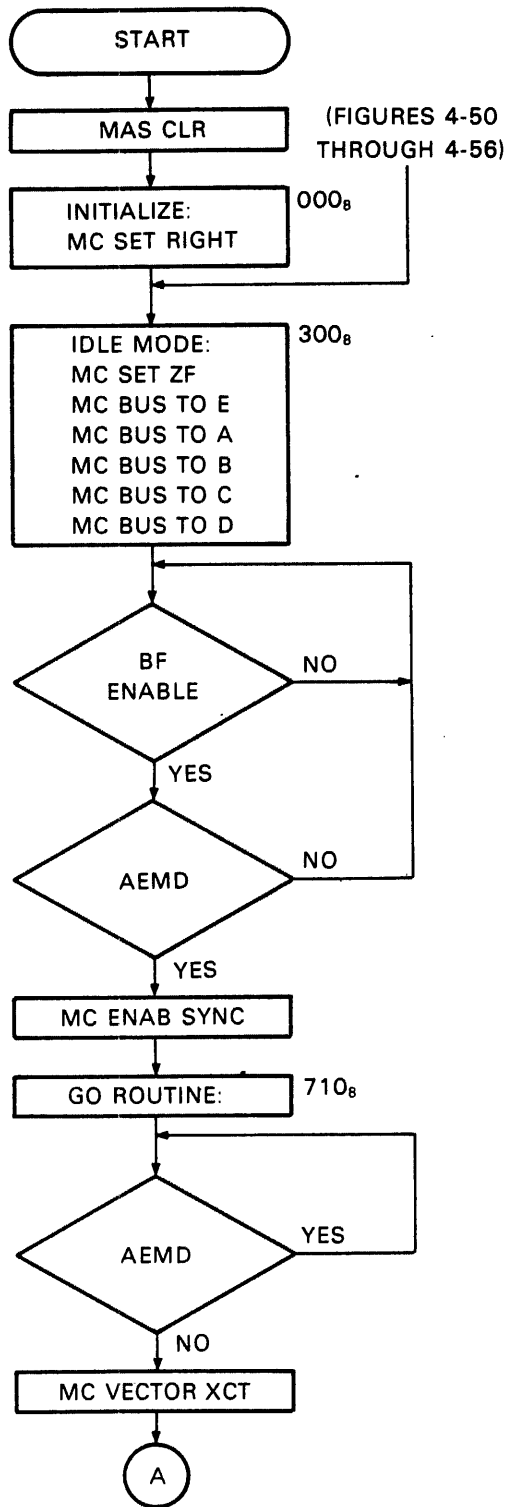 START
MAS CLR
(FIGURES 4-50
THROUGH 4-56)
INITIALIZE:
MC SET RIGHT
000₈
IDLE MODE:
MC SET ZF
MC BUS TO E
MC BUS TO A
MC BUS TO B
MC BUS TO C
MC BUS TO D
300₈
BF
ENABLE
NO
YES
AEMD
NO
YES
MC ENAB SYNC
GO ROUTINE:
710₈
AEMD
YES
NO
MC VECTOR XCT
A